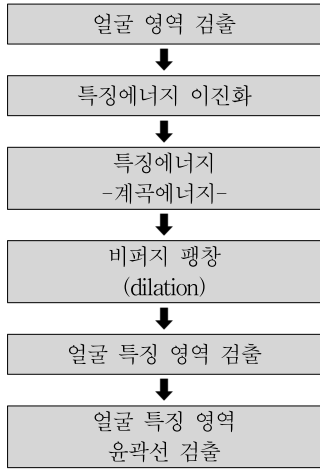 얼굴 영역 검출
특징에너지 이진화
특징에너지
-계곡에너지-
비퍼지 팽창
(dilation)
얼굴 특징 영역 검출
얼굴 특징 영역
윤곽선 검출